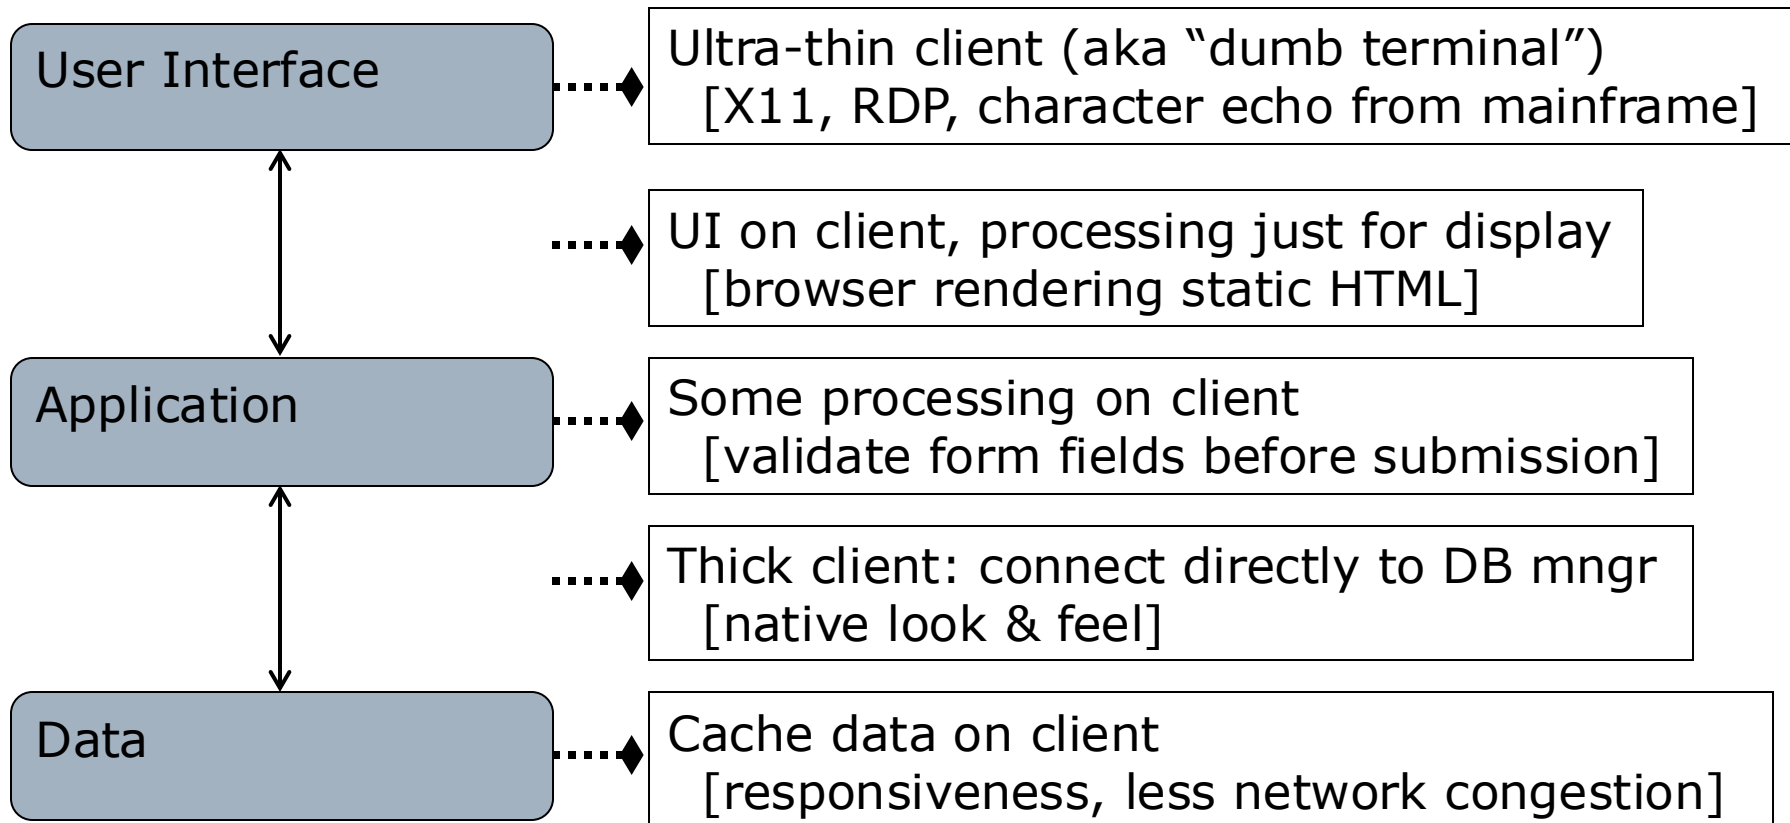 User Interface
Ultra-thin client (aka “dumb terminal”)
[X11, RDP, character echo from mainframe]
UI on client, processing just for display
[browser rendering static HTML]
Application
Some processing on client
[validate form fields before submission]
Thick client: connect directly to DB mngr
[native look & feel]
Data
Cache data on client
[responsiveness, less network congestion]